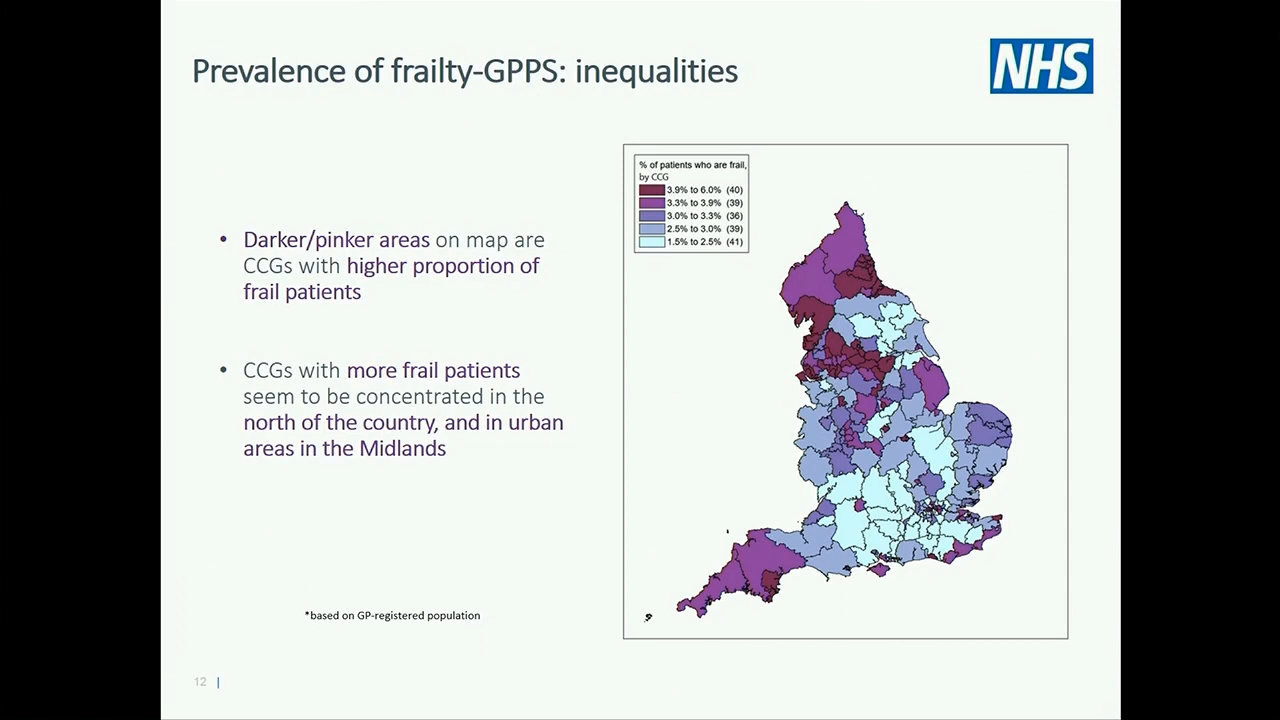 Prevalence of frailty-GPPS: inequalities
NHS
• Darker/pinker areas on map are
CCGs with higher proportion of
frail patients
• CCGs with more frail patients
seem to be concentrated in the
north of the country, and in urban
areas in the Midlands
*based on GP-registered population
12 |
% of patients who are frail,
by CCG
3.9% to 6.0% (40)
3.3% to 3.9% (39)
3.0% to 3.3% (36)
2.5% to 3.0% (39)
1.5% to 2.5% (41)